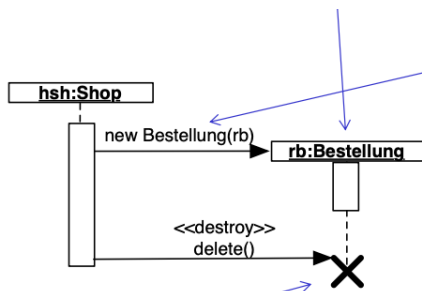 hsh:Shop
new Bestellung(rb)
rb:Bestellung
<<destroy>>
delete()